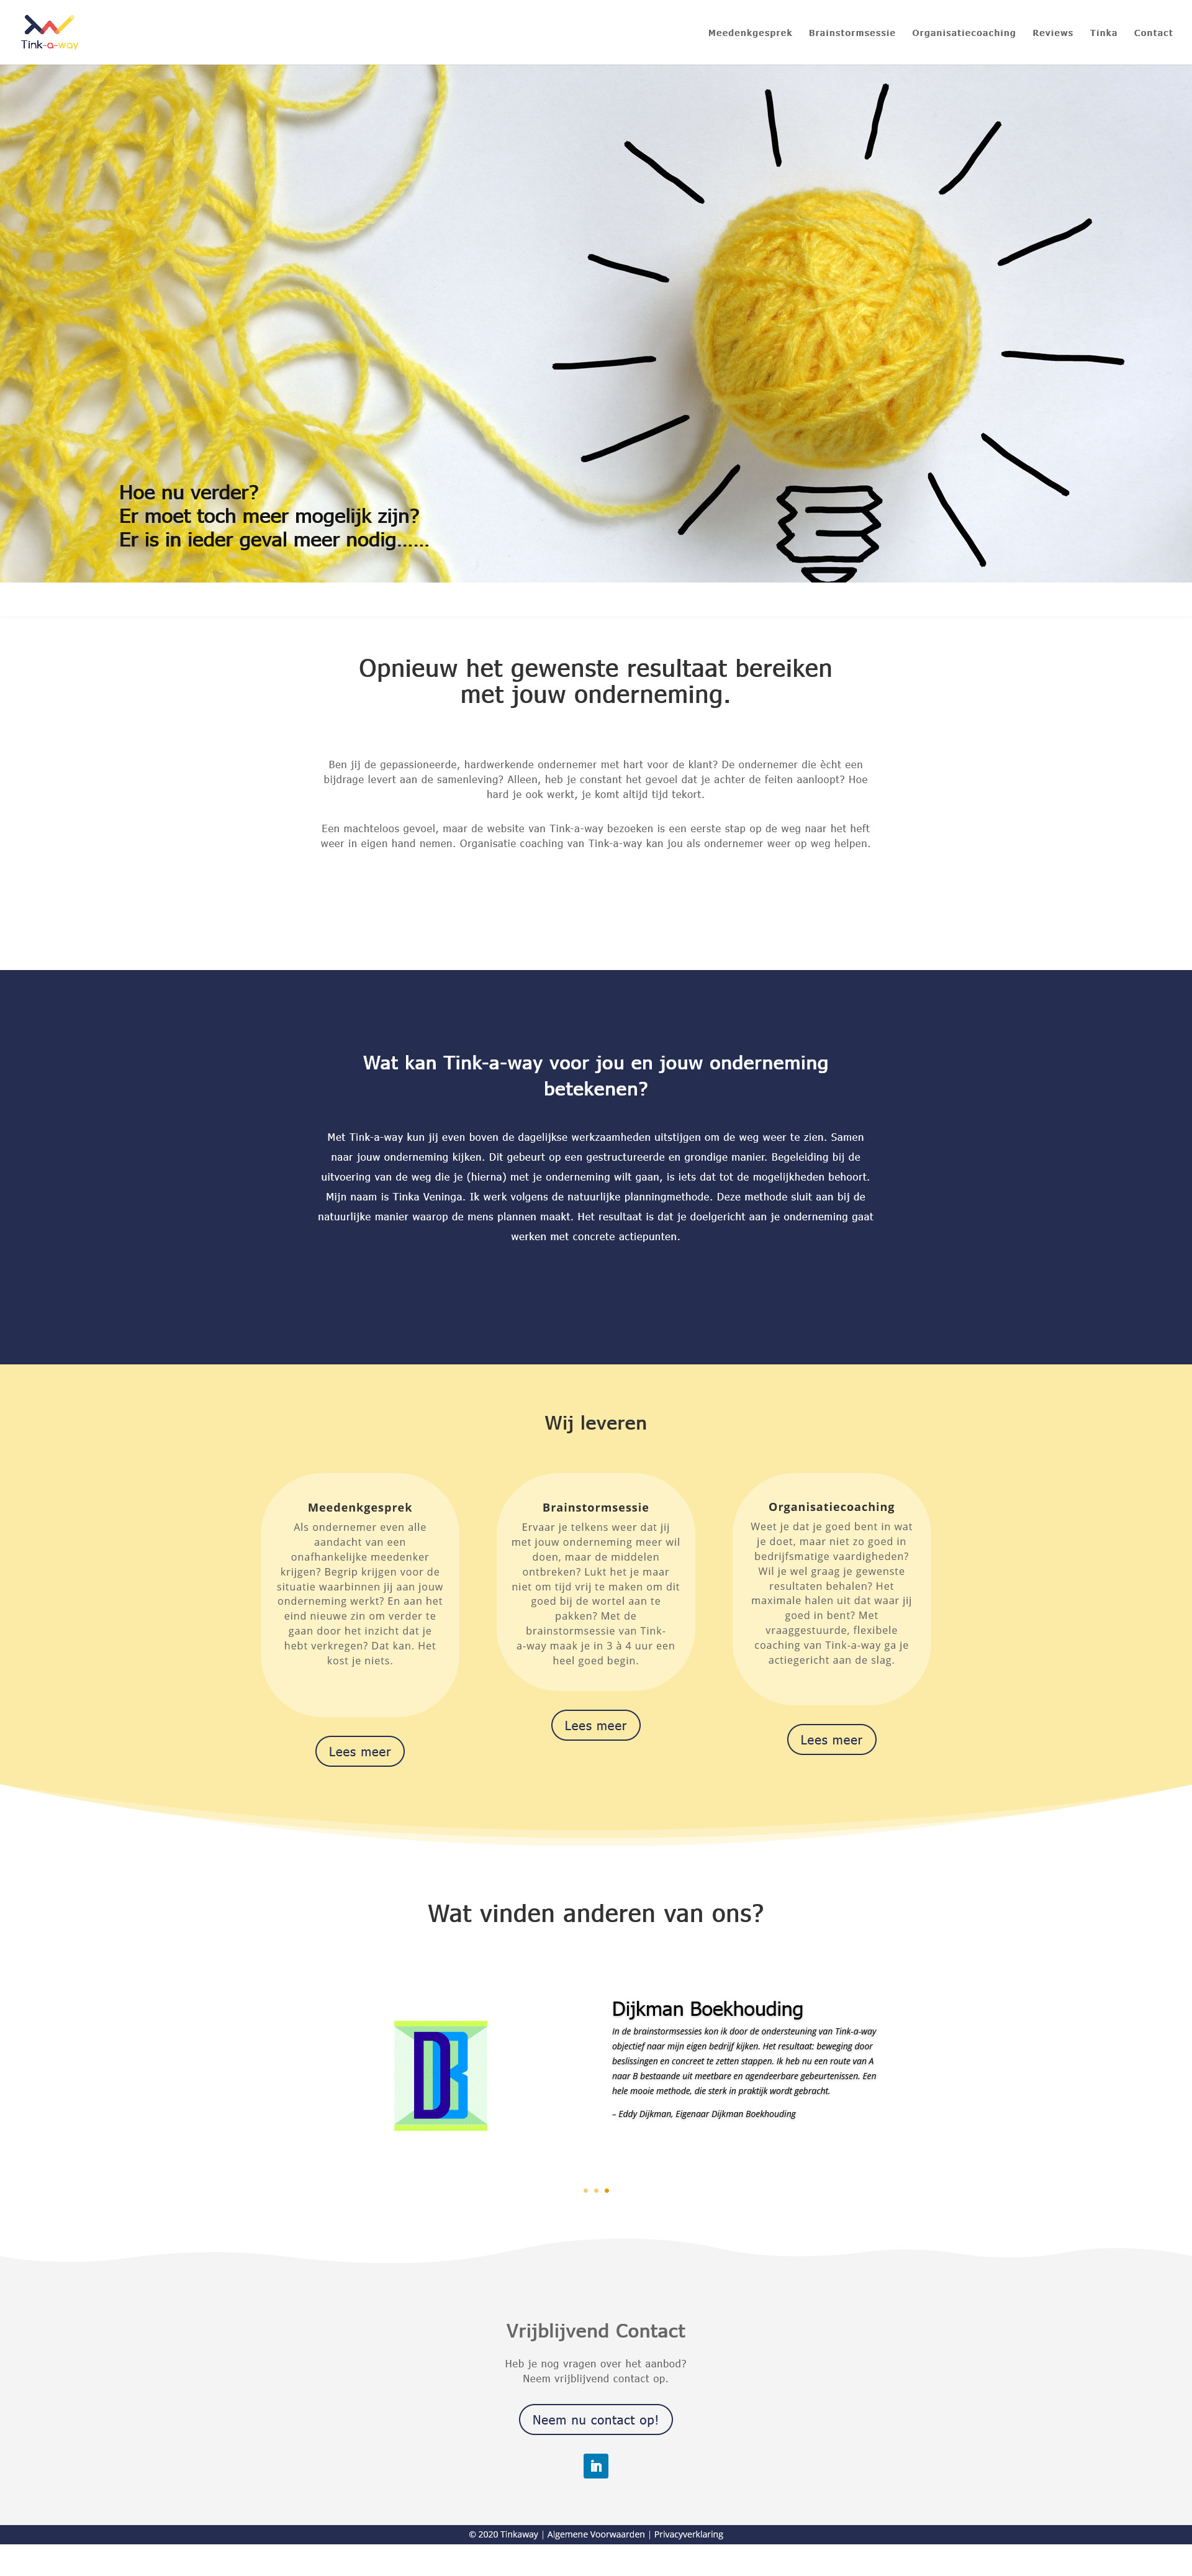 Tink-a-way
Meedenkgesprek
Brainstormsessie
Organisatiecoaching
Reviews
Tinka
Contact
Hoe nu verder?
Er moet toch meer mogelijk zijn?
Er is in ieder geval meer nodig......
Opnieuw het gewenste resultaat bereiken
met jouw onderneming.
Ben jij de gepassioneerde, hardwerkende ondernemer met hart voor de klant? De ondernemer die ècht een
bijdrage levert aan de samenleving? Alleen, heb je constant het gevoel dat je achter de feiten aanloopt? Hoe
hard je ook werkt, je komt altijd tijd tekort.
Een machteloos gevoel, maar de website van Tink-a-way bezoeken is een eerste stap op de weg naar het heft
weer in eigen hand nemen. Organisatie coaching van Tink-a-way kan jou als ondernemer weer op weg helpen.
Wat kan Tink-a-way voor jou en jouw onderneming
betekenen?
Met Tink-a-way kun jij even boven de dagelijkse werkzaamheden uitstijgen om de weg weer te zien. Samen
naar jouw onderneming kijken. Dit gebeurt op een gestructureerde en grondige manier. Begeleiding bij de
uitvoering van de weg die je (hierna) met je onderneming wilt gaan, is iets dat tot de mogelijkheden behoort.
Mijn naam is Tinka Veninga. Ik werk volgens de natuurlijke planningmethode. Deze methode sluit aan bij de
natuurlijke manier waarop de mens plannen maakt. Het resultaat is dat je doelgericht aan je onderneming gaat
werken met concrete actiepunten.
Wij leveren
Meedenkgesprek
Als ondernemer even alle
aandacht van een
onafhankelijke meedenker
krijgen? Begrip krijgen voor de
situatie waarbinnen jij aan jouw
onderneming werkt? En aan het
eind nieuwe zin om verder te
gaan door het inzicht dat je
hebt verkregen? Dat kan. Het
kost je niets.
Lees meer
Brainstormsessie
Ervaar je telkens weer dat jij
met jouw onderneming meer wil
doen, maar de middelen
ontbreken? Lukt het je maar
niet om tijd vrij te maken om dit
goed bij de wortel aan te
pakken? Met de
brainstormsessie van Tink-
a-way maak je in 3 à 4 uur een
heel goed begin.
Lees meer
Organisatiecoaching
Weet je dat je goed bent in wat
je doet, maar niet zo goed in
bedrijfsmatige vaardigheden?
Wil je wel graag je gewenste
resultaten behalen? Het
maximale halen uit dat waar jij
goed in bent? Met
vraaggestuurde, flexibele
coaching van Tink-a-way ga je
actiegericht aan de slag.
Lees meer
Wat vinden anderen van ons?
DB
Dijkman Boekhouding
In de brainstormsessies kon ik door de ondersteuning van Tink-a-way
objectief naar mijn eigen bedrijf kijken. Het resultaat: beweging door
beslissingen en concreet te zetten stappen. Ik heb nu een route van A
naar B bestaande uit meetbare en agendeerbare gebeurtenissen. Een
hele mooie methode, die sterk in praktijk wordt gebracht.
– Eddy Dijkman, Eigenaar Dijkman Boekhouding
Vrijblijvend Contact
Heb je nog vragen over het aanbod?
Neem vrijblijvend contact op.
Neem nu contact op!
in
© 2020 Tinkaway | Algemene Voorwaarden | Privacyverklaring